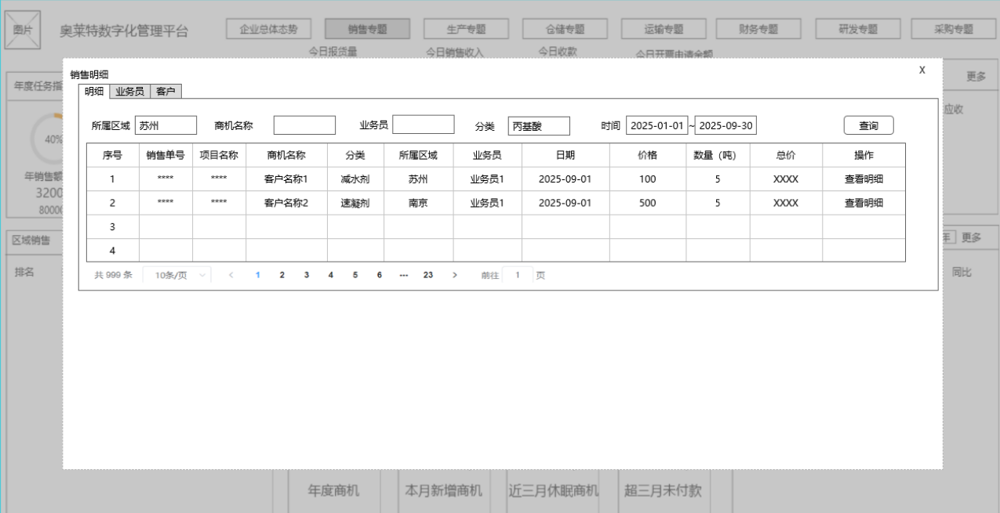 图片 奥莱特数字化管理平台 企业总体态势 销售专题 生产专题 仓储专题 运输专题 财务专题 研发专题 采购专题
今日报货量 今日销售收入 今日收款 今日开票申请金额
销售明细 X
年度任务指 更多
明细 业务员 客户
应收
所属区域 苏州 商机名称 业务员 分类 丙基酸 时间 2025-01-01 ~ 2025-09-30 查询
40%
序号 销售单号 项目名称 商机名称 分类 所属区域 业务员 日期 价格 数量（吨） 总价 操作
1 **** **** 客户名称1 减水剂 苏州 业务员1 2025-09-01 100 5 XXXX 查看明细
年销售额
3200
2 **** **** 客户名称2 速凝剂 南京 业务员1 2025-09-01 500 5 XXXX 查看明细
8000
3
区域销售 年 更多
4
排名 同比
共 999 条 10条/页 < 1 2 3 4 5 6 ··· 23 > 前往 1 页
年度商机 本月新增商机 近三月休眠商机 超三月未付款